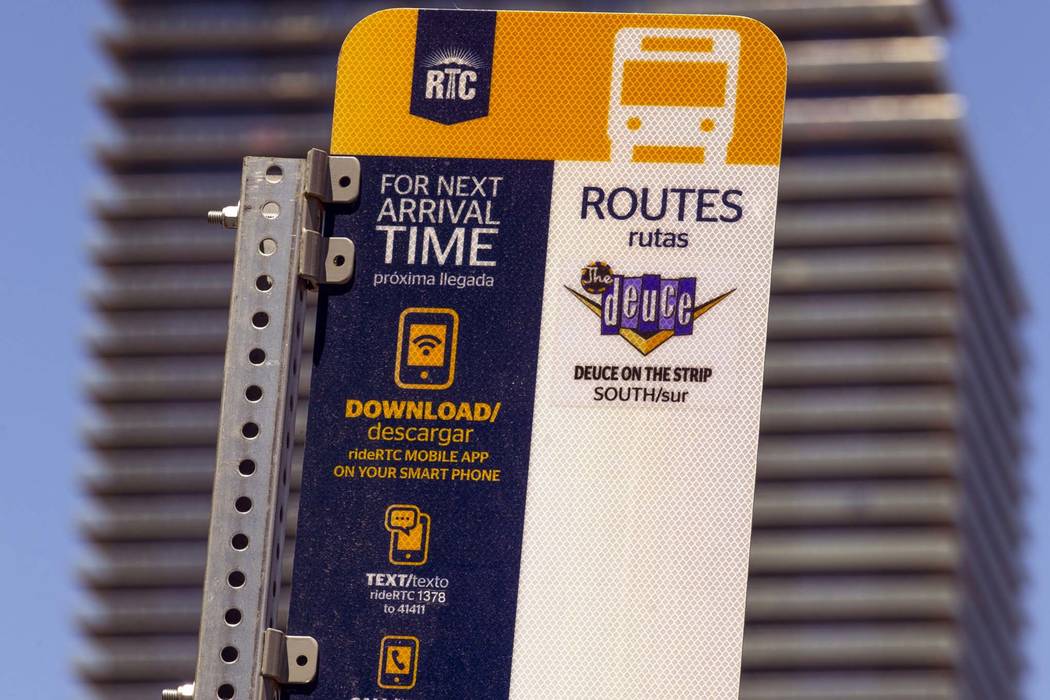 RTC
FOR NEXT
ARRIVAL
TIME
próxima llegada
DOWNLOAD/
descargar
rideRTC MOBILE APP
ON YOUR SMART PHONE
TEXT/texto
rideRTC 1378
to 41411
ROUTES
rutas
The
deuce
DEUCE ON THE STRIP
SOUTH/sur